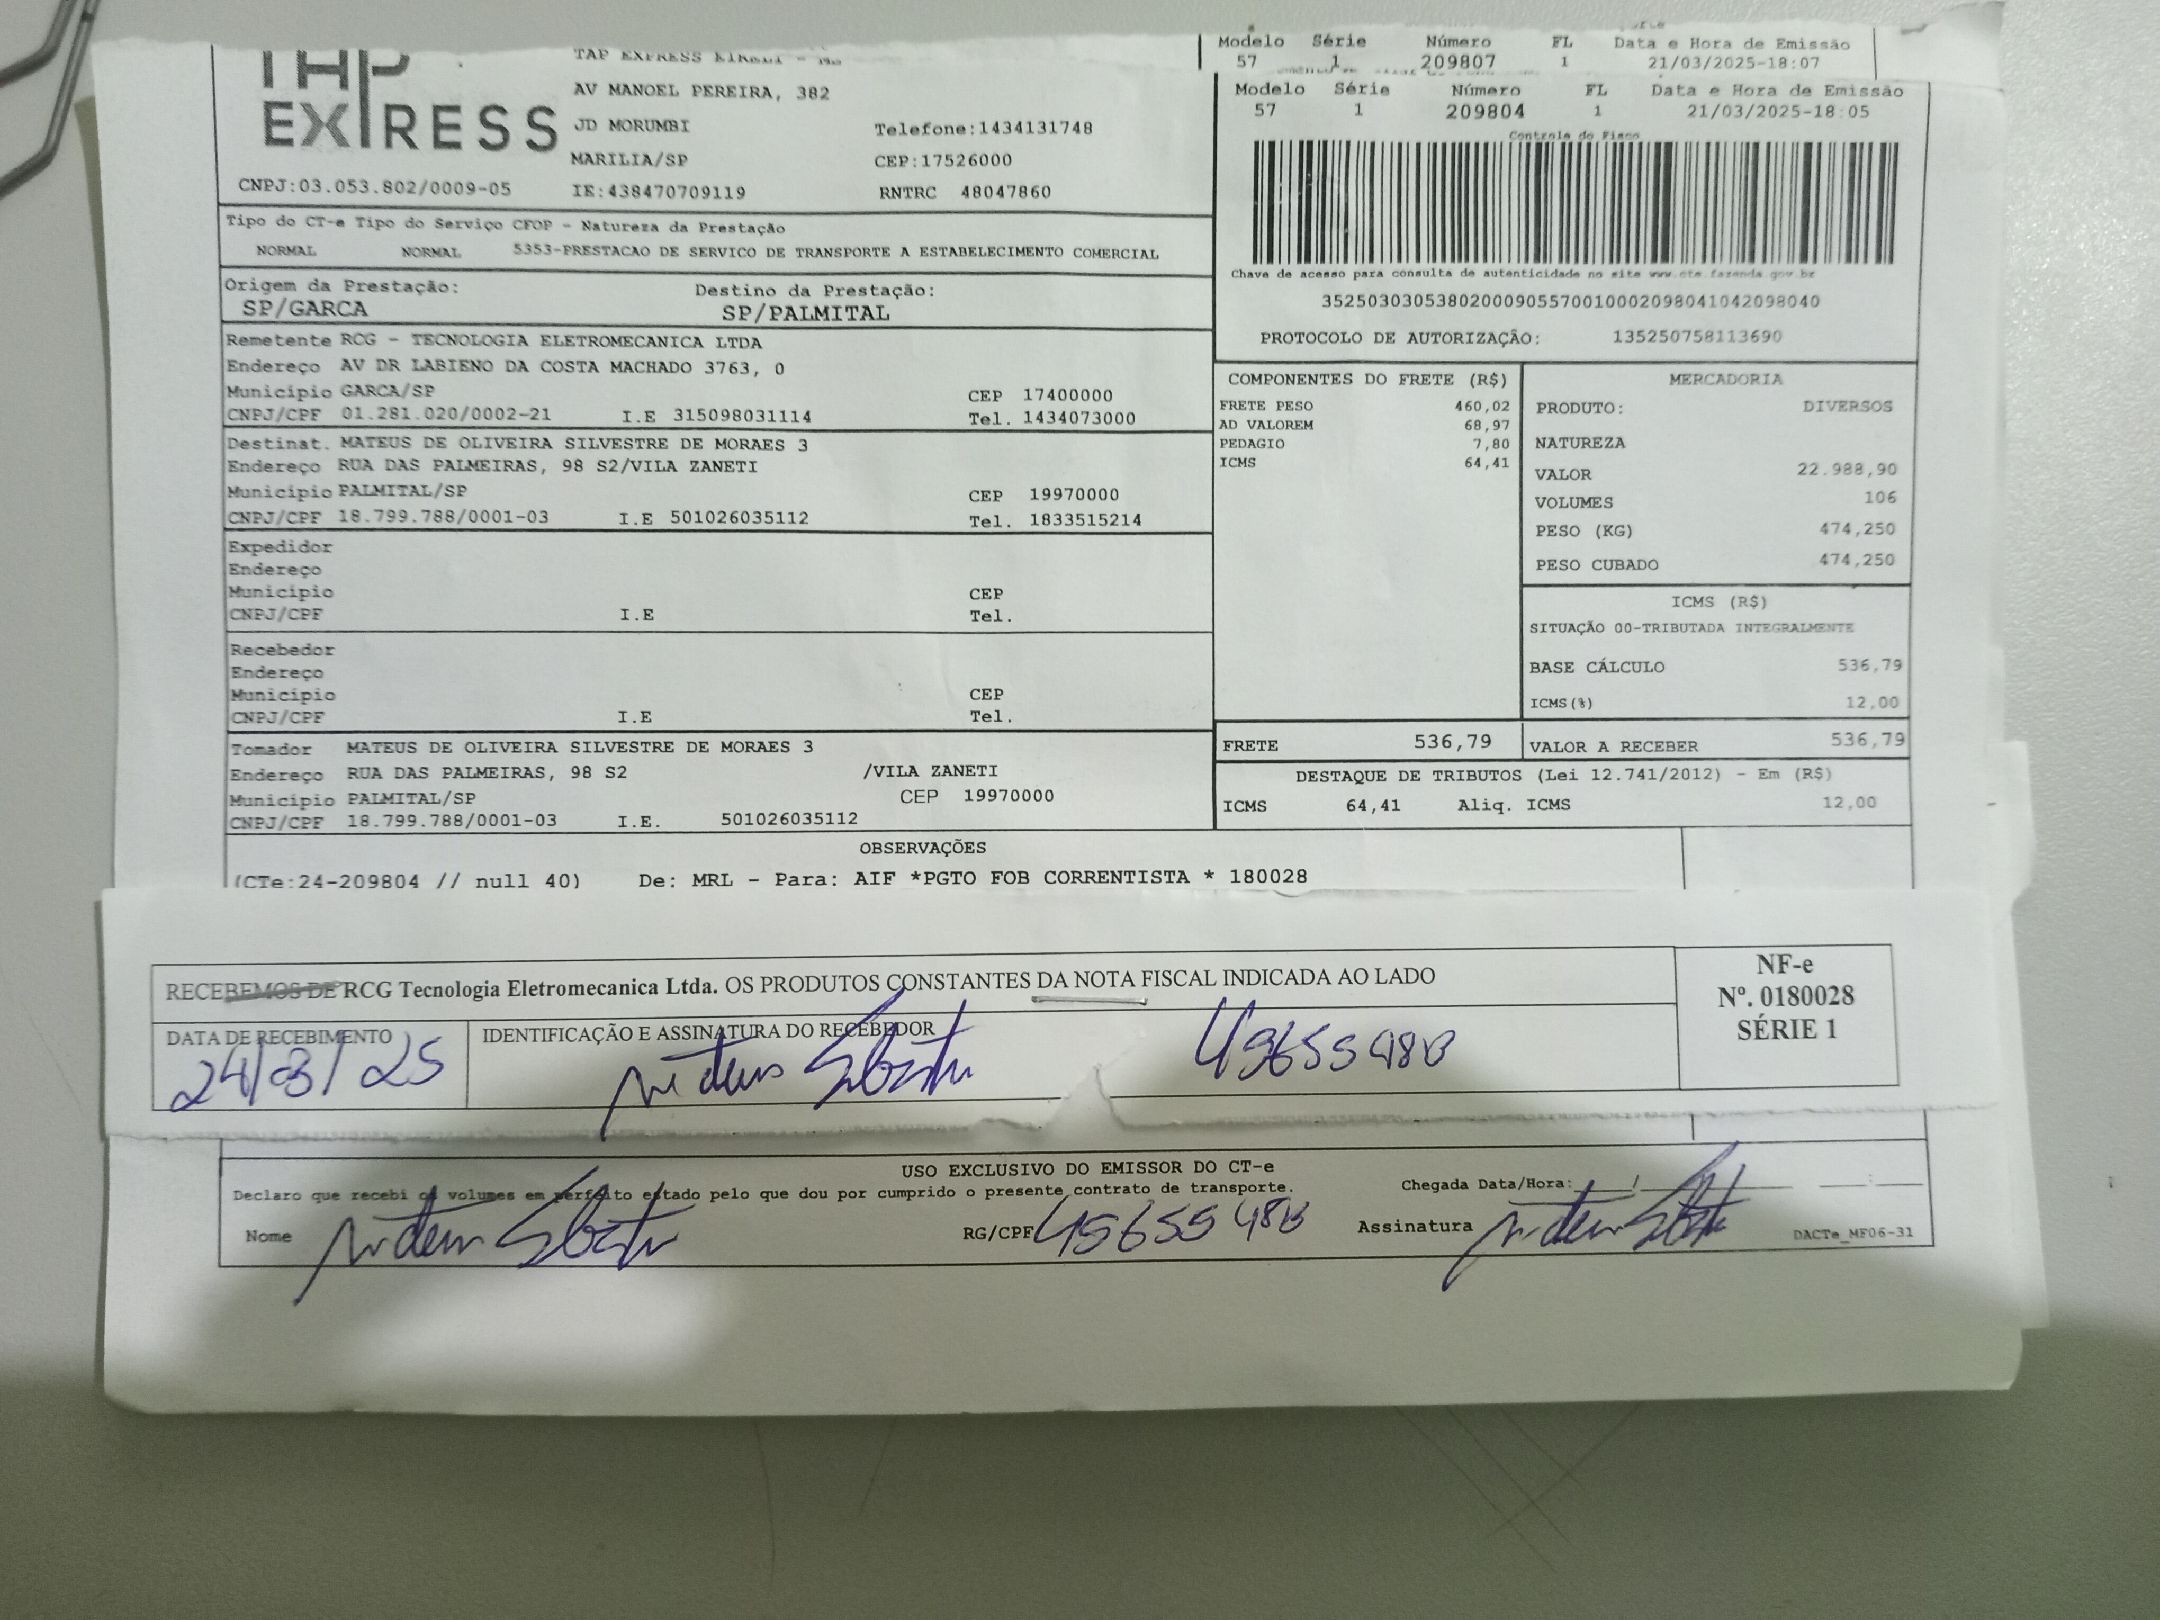 Modelo Série Número FL Data e Hora de Emissão
57 1 209807 1 21/03/2025-18:07
TAP EXPRESS
TAP EXPRESS EIRELI -
AV MANOEL PEREIRA, 382
JD MORUMBI Telefone:1434131748
MARILIA/SP CEP:17526000
CNPJ:03.053.802/0009-05 IE:438470709119 RNTRC 48047860
Modelo Série Número FL Data e Hora de Emissão
57 1 209804 1 21/03/2025-18:05
Controle do Fisco
Chave de acesso para consulta de autenticidade no site www.cte.fazenda.gov.br
35250303053802000905570010002098041042098040
PROTOCOLO DE AUTORIZAÇÃO: 135250758113690
Tipo do CT-e Tipo do Serviço CFOP - Natureza da Prestação
NORMAL NORMAL 5353-PRESTACAO DE SERVICO DE TRANSPORTE A ESTABELECIMENTO COMERCIAL
Origem da Prestação: Destino da Prestação:
SP/GARCA SP/PALMITAL
Remetente RCG - TECNOLOGIA ELETROMECANICA LTDA
Endereço AV DR LABIENO DA COSTA MACHADO 3763, 0
Município GARCA/SP CEP 17400000
CNPJ/CPF 01.281.020/0002-21 I.E 315098031114 Tel. 1434073000
Destinat. MATEUS DE OLIVEIRA SILVESTRE DE MORAES 3
Endereço RUA DAS PALMEIRAS, 98 S2/VILA ZANETI
Município PALMITAL/SP CEP 19970000
CNPJ/CPF 18.799.788/0001-03 I.E 501026035112 Tel. 1833515214
Expedidor
Endereço
Município CEP
CNPJ/CPF I.E Tel.
Recebedor
Endereço
Município CEP
CNPJ/CPF I.E Tel.
Tomador MATEUS DE OLIVEIRA SILVESTRE DE MORAES 3
Endereço RUA DAS PALMEIRAS, 98 S2 /VILA ZANETI
Município PALMITAL/SP CEP 19970000
CNPJ/CPF 18.799.788/0001-03 I.E. 501026035112
COMPONENTES DO FRETE (R$)
FRETE PESO 460,02
AD VALOREM 68,97
PEDAGIO 7,80
ICMS 64,41
MERCADORIA
PRODUTO: DIVERSOS
NATUREZA
VALOR 22.988,90
VOLUMES 106
PESO (KG) 474,250
PESO CUBADO 474,250
ICMS (R$)
SITUAÇÃO 00-TRIBUTADA INTEGRALMENTE
BASE CÁLCULO 536,79
ICMS(%) 12,00
FRETE 536,79 VALOR A RECEBER 536,79
DESTAQUE DE TRIBUTOS (Lei 12.741/2012) - Em (R$)
ICMS 64,41 Aliq. ICMS 12,00
OBSERVAÇÕES
(CTe:24-209804 // null 40) De: MRL - Para: AIF *PGTO FOB CORRENTISTA * 180028
RECEBEMOS DE RCG Tecnologia Eletromecanica Ltda. OS PRODUTOS CONSTANTES DA NOTA FISCAL INDICADA AO LADO
DATA DE RECEBIMENTO IDENTIFICAÇÃO E ASSINATURA DO RECEBEDOR
24/03/25
NF-e
Nº. 0180028
SÉRIE 1
USO EXCLUSIVO DO EMISSOR DO CT-e
Declaro que recebi os volumes em perfeito estado pelo que dou por cumprido o presente contrato de transporte. Chegada Data/Hora:
Nome RG/CPF Assinatura DACTe_MF06-31